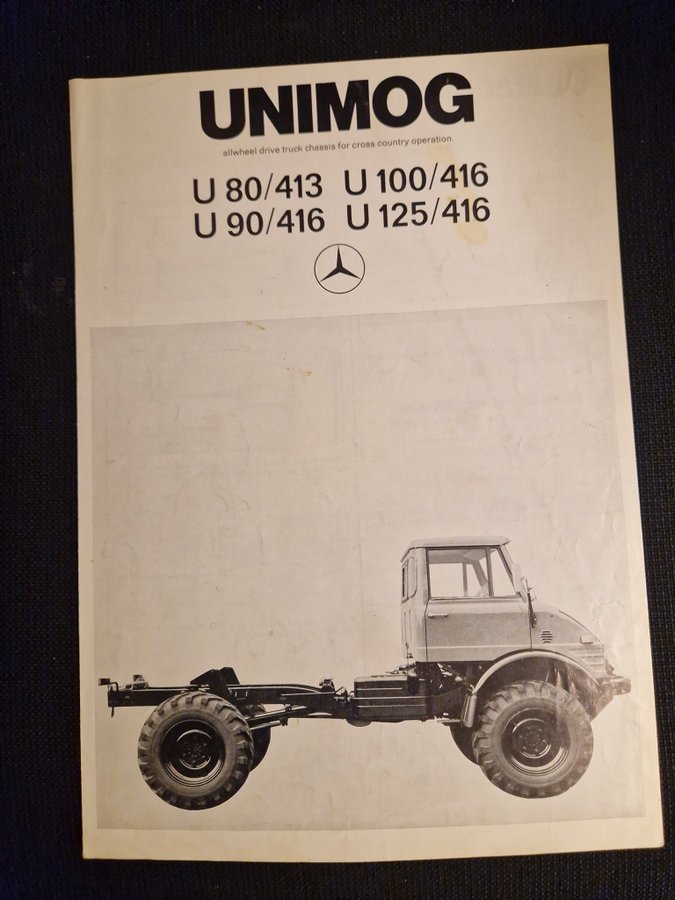 UNIMOG
allwheel drive truck chassis for cross country operation.
U 80/413 U 100/416
U 90/416 U 125/416